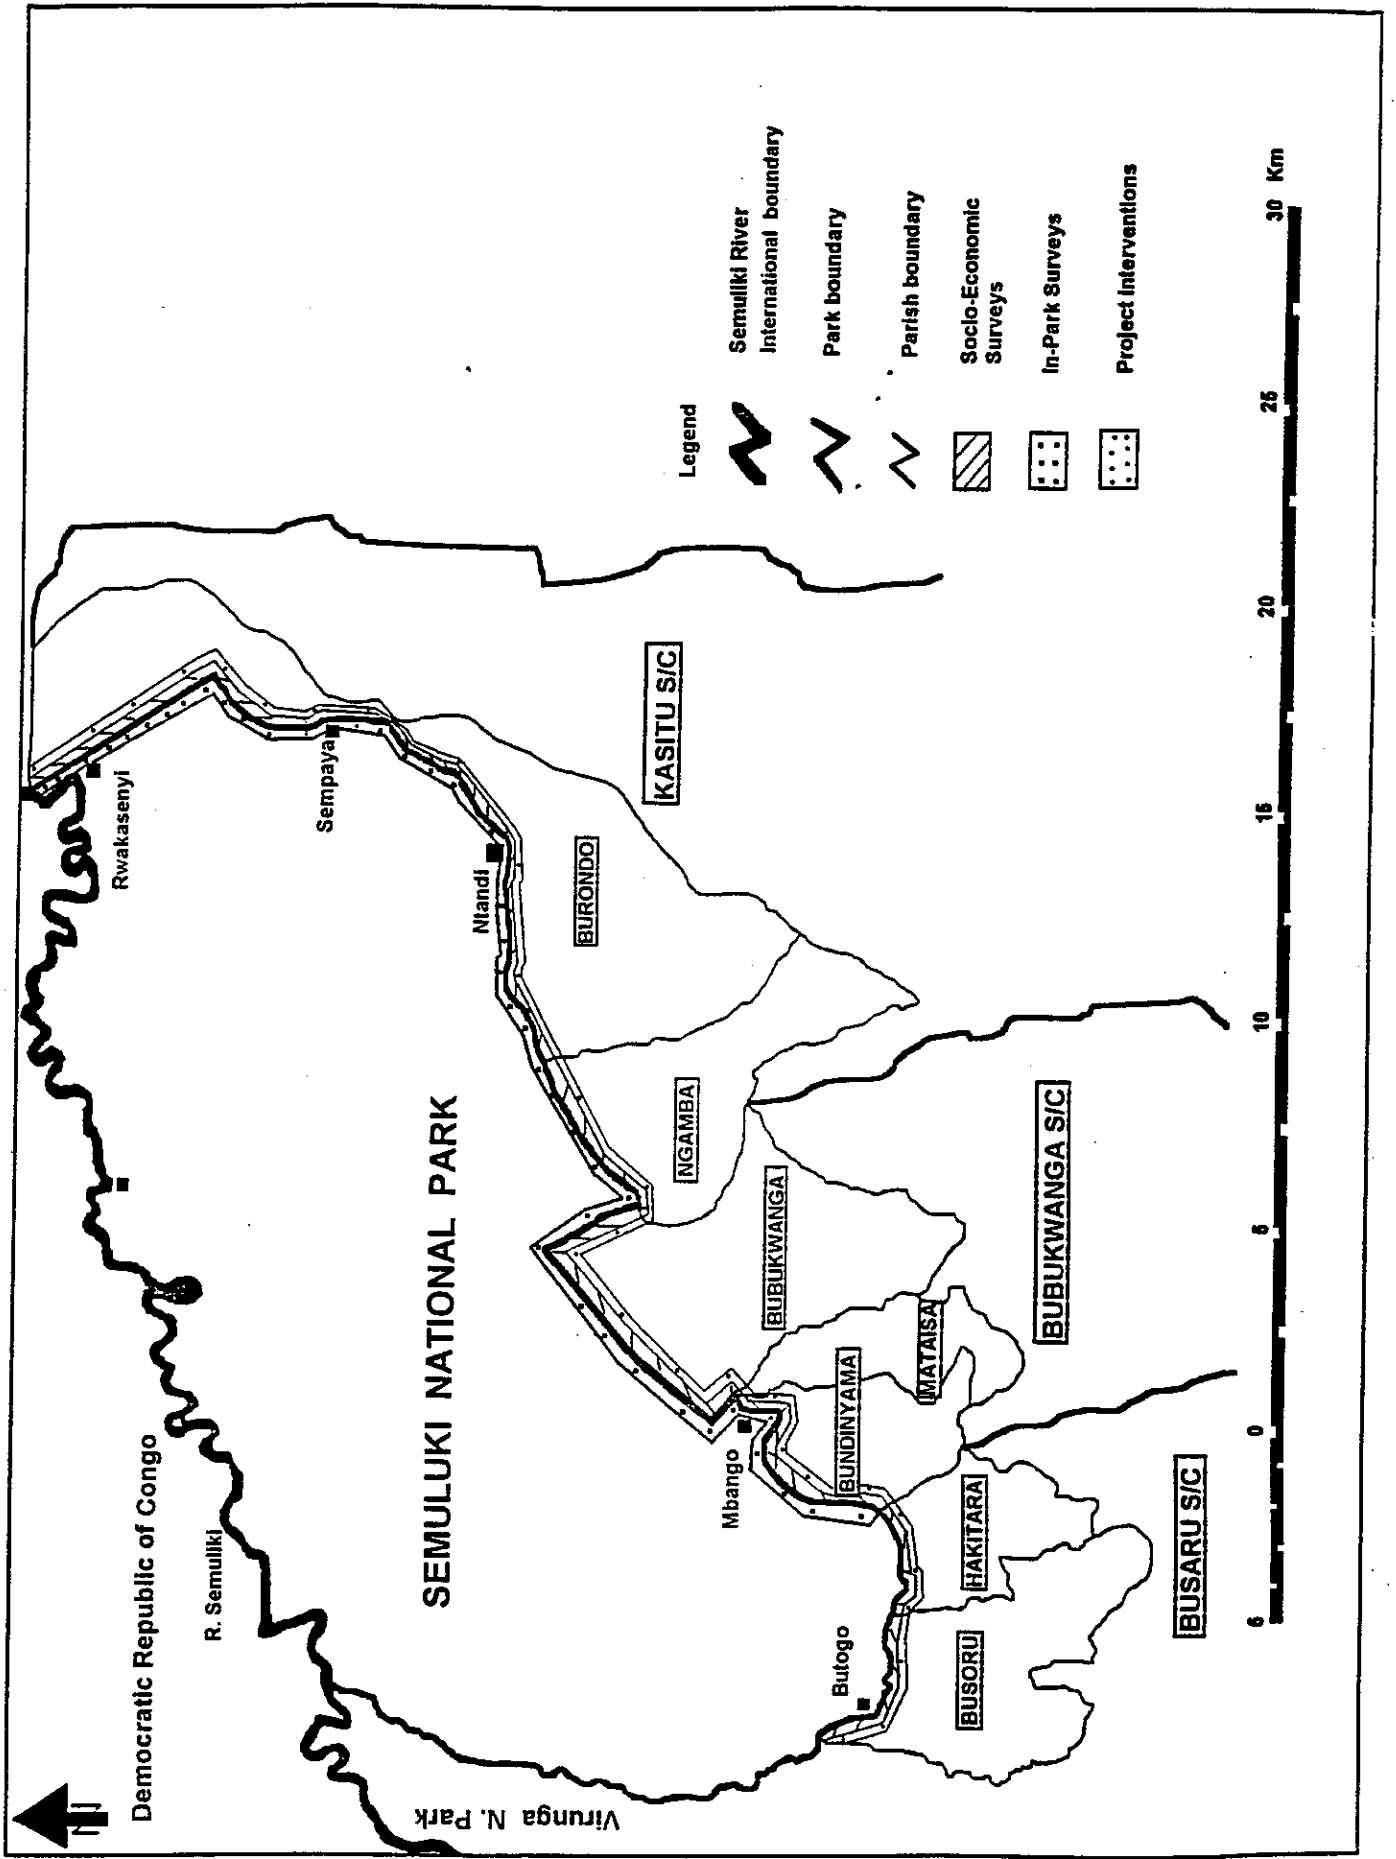 N
Democratic Republic of Congo
R. Semuliki
Virunga N. Park
SEMULUKI NATIONAL PARK
Rwakasenyi
Sempaya
Ntandi
Mbango
Butogo
BURONDO
KASITU S/C
NGAMBA
BUBUKWANGA
BUNDINYAMA
MATAISA
BUBUKWANGA S/C
HAKITARA
BUSORU
BUSARU S/C
Legend
Semuliki River
International boundary
Park boundary
Parish boundary
Socio-Economic
Surveys
In-Park Surveys
Project Interventions
5 0 5 10 15 20 25 30 Km